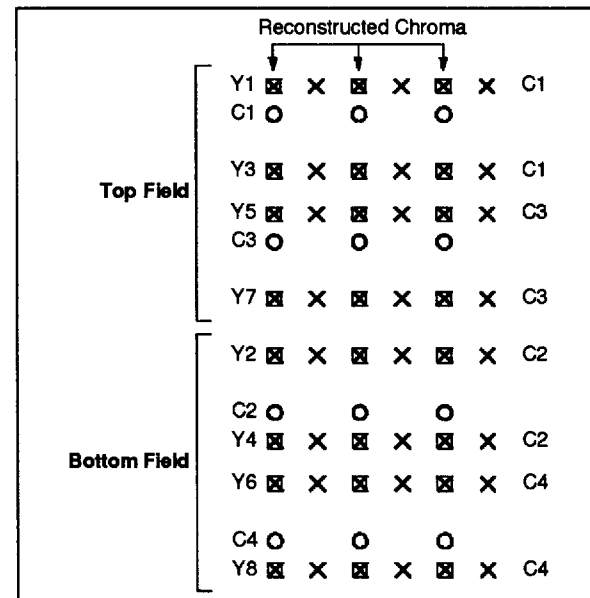 Reconstructed Chroma
Y1 C1
C1
Y3 C1
Top Field
Y5 C3
C3
Y7 C3
Y2 C2
C2
Y4 C2
Bottom Field
Y6 C4
C4
Y8 C4